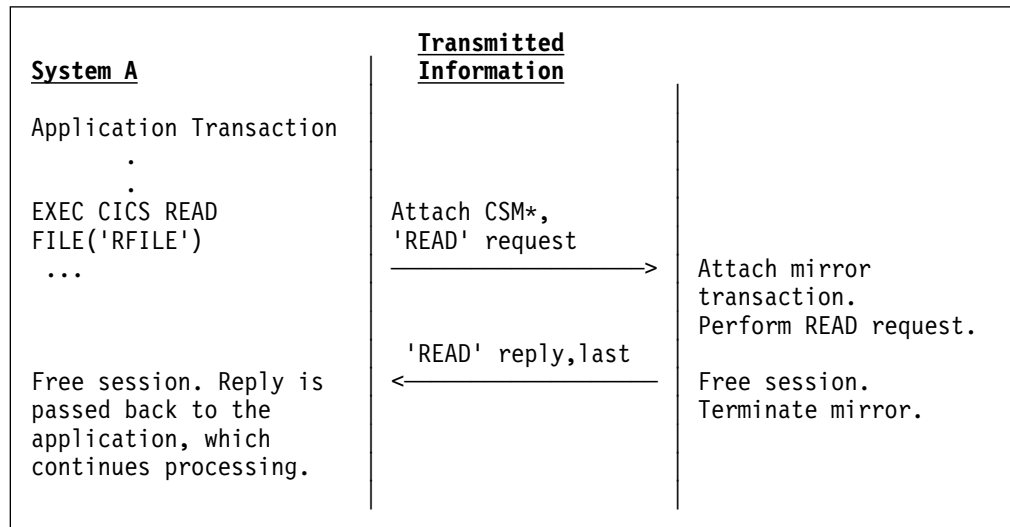 Transmitted
System A Information
Application Transaction
.
.
EXEC CICS READ Attach CSM*,
FILE('RFILE') 'READ' request
... Attach mirror
transaction.
Perform READ request.
'READ' reply,last
Free session. Reply is Free session.
passed back to the Terminate mirror.
application, which
continues processing.